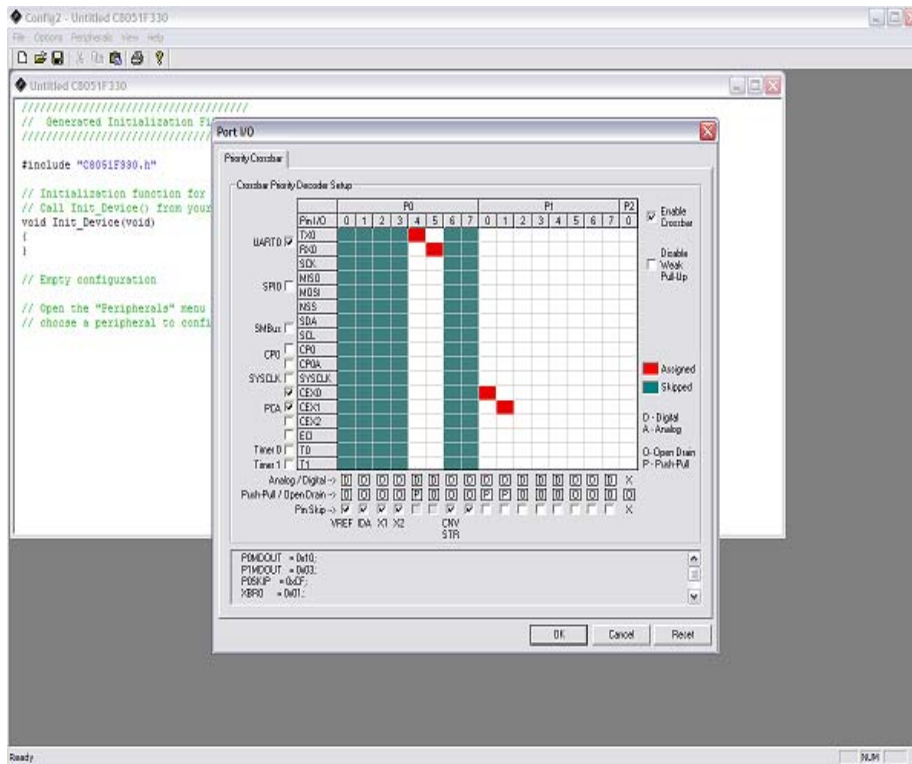 Config2 - Untitled C8051F330
File Options Peripherals View Help
Untitled C8051F330
/////////////////////////////////////
// Generated Initialization Fi
#include "C8051F330.h"
// Initialization function for
// Call Init_Device() from your
void Init_Device(void)
{
}
// Empty configuration
// Open the "Peripherals" menu
// choose a peripheral to confi
Port I/O
Priority Crossbar
Crossbar Priority Decoder Setup
P0 P1 P2
Pin I/O 0 1 2 3 4 5 6 7 0 1 2 3 4 5 6 7 0
UART0 TX0
RX0
SCK
SPI0 MISO
MOSI
NSS
SMBus SDA
SCL
CP0 CP0
CP0A
SYSCLK SYSCLK
CEX0
PCA CEX1
CEX2
ECI
Timer 0 T0
Timer 1 T1
Enable Crossbar
Disable Weak Pull-Up
Assigned
Skipped
D - Digital
A - Analog
O-Open Drain
P - Push-Pull
Analog / Digital -> D D D D D D D D D D D D D D D D X
Push-Pull / Open Drain -> O O O O P O O O P P O O O O O O O
Pin Skip -> X
VREF IDA X1 X2 CNV STR
P0MDOUT = 0x10;
P1MDOUT = 0x03;
P0SKIP = 0xCF;
XBR0 = 0x01;
OK Cancel Reset
Ready NUM